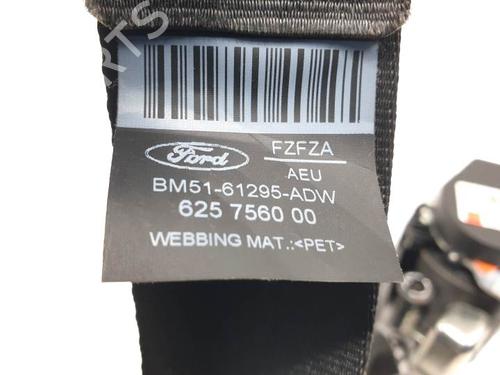 Ford
FZFZA
AEU
BM51-61295-ADW
625 7560 00
WEBBING MAT.:<PET>